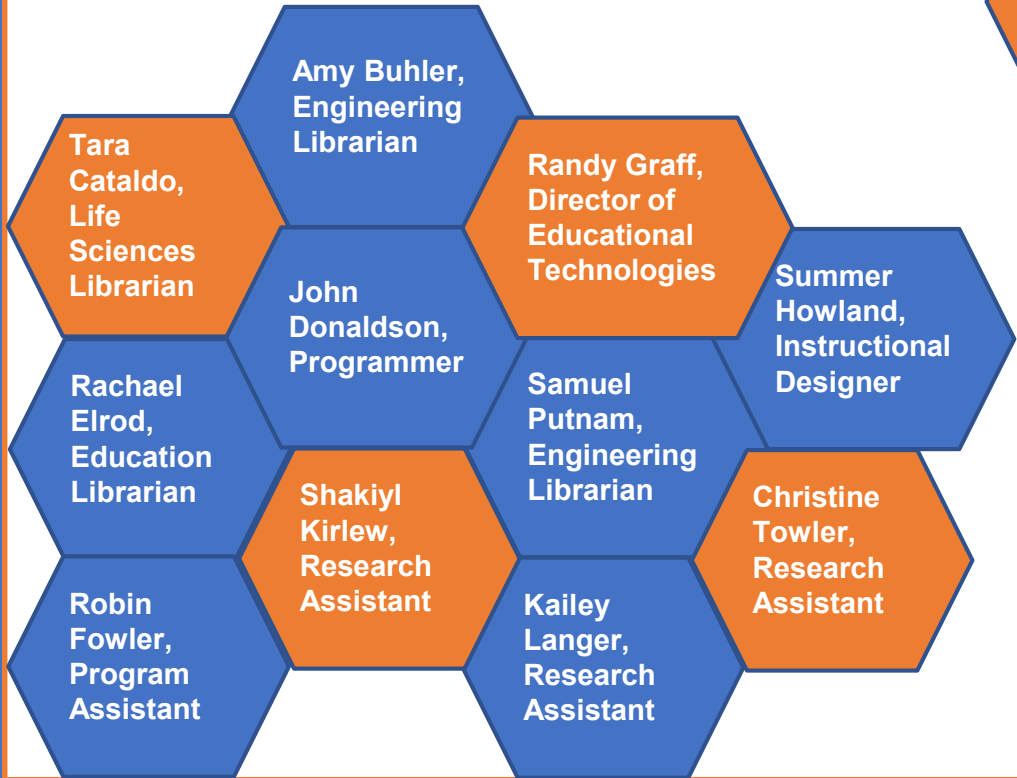 Amy Buhler,
Engineering
Librarian
Tara
Cataldo,
Life
Sciences
Librarian
Randy Graff,
Director of
Educational
Technologies
John
Donaldson,
Programmer
Summer
Howland,
Instructional
Designer
Rachael
Elrod,
Education
Librarian
Samuel
Putnam,
Engineering
Librarian
Shakiyl
Kirlew,
Research
Assistant
Christine
Towler,
Research
Assistant
Robin
Fowler,
Program
Assistant
Kailey
Langer,
Research
Assistant